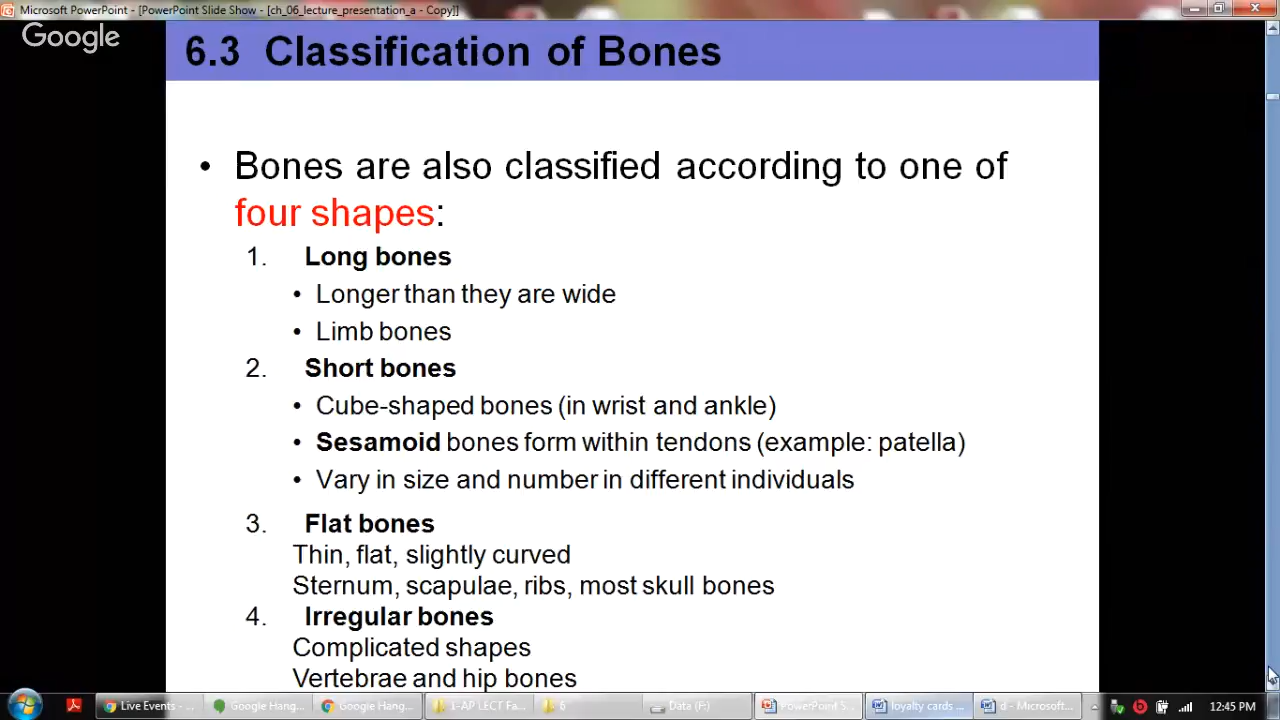 Microsoft PowerPoint - [PowerPoint Slide Show - [ch_06_lecture_presentation_a - Copy]]
Google
6.3 Classification of Bones
• Bones are also classified according to one of
four shapes:
1. Long bones
• Longer than they are wide
• Limb bones
2. Short bones
• Cube-shaped bones (in wrist and ankle)
• Sesamoid bones form within tendons (example: patella)
• Vary in size and number in different individuals
3. Flat bones
Thin, flat, slightly curved
Sternum, scapulae, ribs, most skull bones
4. Irregular bones
Complicated shapes
Vertebrae and hip bones
Live Events - ... Google Hang... Google Hang... 1-AP LECT Fa... Data (F:) PowerPoint S... loyalty cards ... d - Microsoft... 12:45 PM